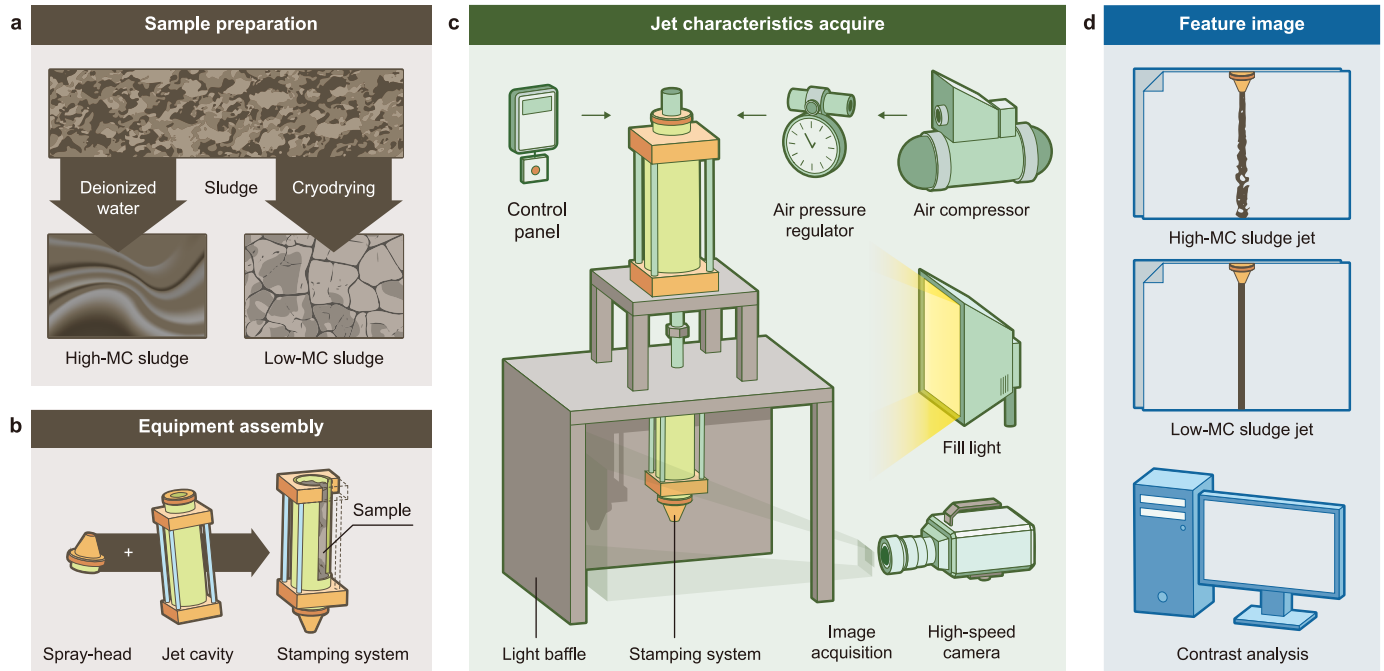 a
Sample preparation
Deionized
water
Sludge
Cryodrying
High-MC sludge
Low-MC sludge
b
Equipment assembly
+
Sample
Spray-head
Jet cavity
Stamping system
c
Jet characteristics acquire
Control
panel
Air pressure
regulator
Air compressor
Fill light
Light baffle
Stamping system
Image
acquisition
High-speed
camera
d
Feature image
High-MC sludge jet
Low-MC sludge jet
Contrast analysis